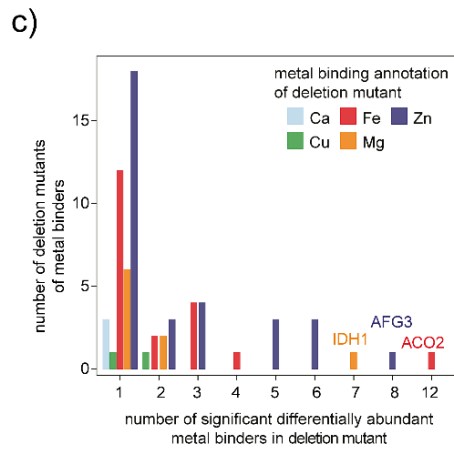 c)
metal binding annotation
of deletion mutant
Ca Fe Zn
Cu Mg
number of deletion mutants
of metal binders
15
10
5
0
IDH1
AFG3
ACO2
1 2 3 4 5 6 7 8 12
number of significant differentially abundant
metal binders in deletion mutant